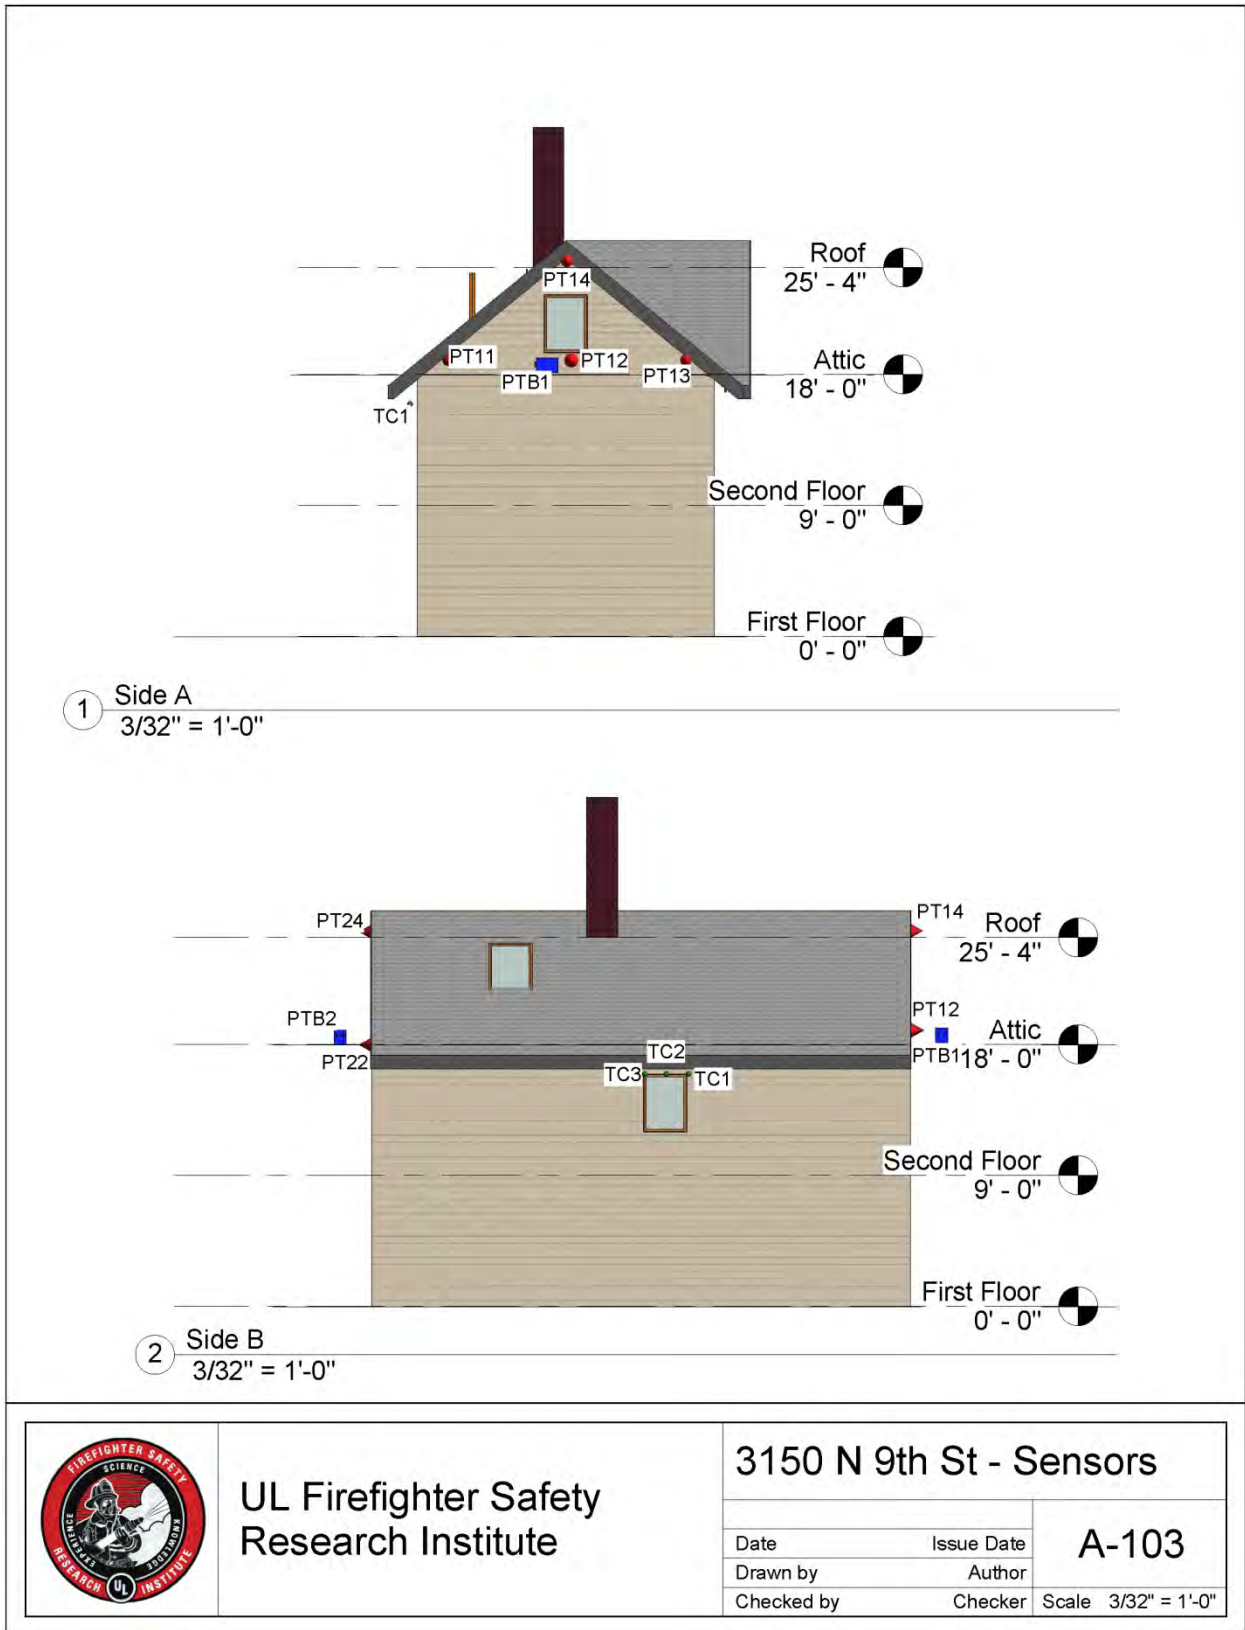 Roof
25' - 4"
PT14
PT11
PT12
PTB1
PT13
Attic
18' - 0"
TC1
Second Floor
9' - 0"
First Floor
0' - 0"
1
Side A
3/32" = 1'-0"
PT24
PT14
Roof
25' - 4"
PTB2
PT12
Attic
PT22
TC2
PTB1
18' - 0"
TC3
TC1
Second Floor
9' - 0"
First Floor
0' - 0"
2
Side B
3/32" = 1'-0"
FIREFIGHTER SAFETY
SCIENCE
EXPERIENCE
KNOWLEDGE
RESEARCH INSTITUTE
UL
UL Firefighter Safety
Research Institute
3150 N 9th St - Sensors
Date Issue Date
Drawn by Author
Checked by Checker
A-103
Scale 3/32" = 1'-0"